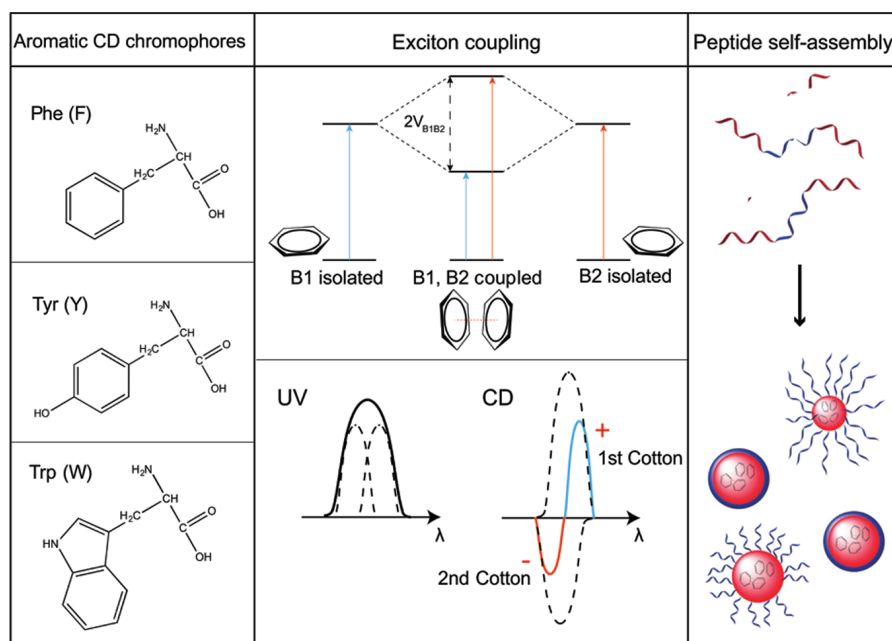 Aromatic CD chromophores
Exciton coupling
Peptide self-assembly
Phe (F)
H₂N
CH
H₂C
C
O
OH
Tyr (Y)
H₂N
CH
H₂C
C
O
OH
HO
Trp (W)
H₂N
CH
H₂C
C
O
OH
HN
2V_B1B2
B1 isolated
B1, B2 coupled
B2 isolated
UV
λ
CD
+
1st Cotton
λ
-
2nd Cotton